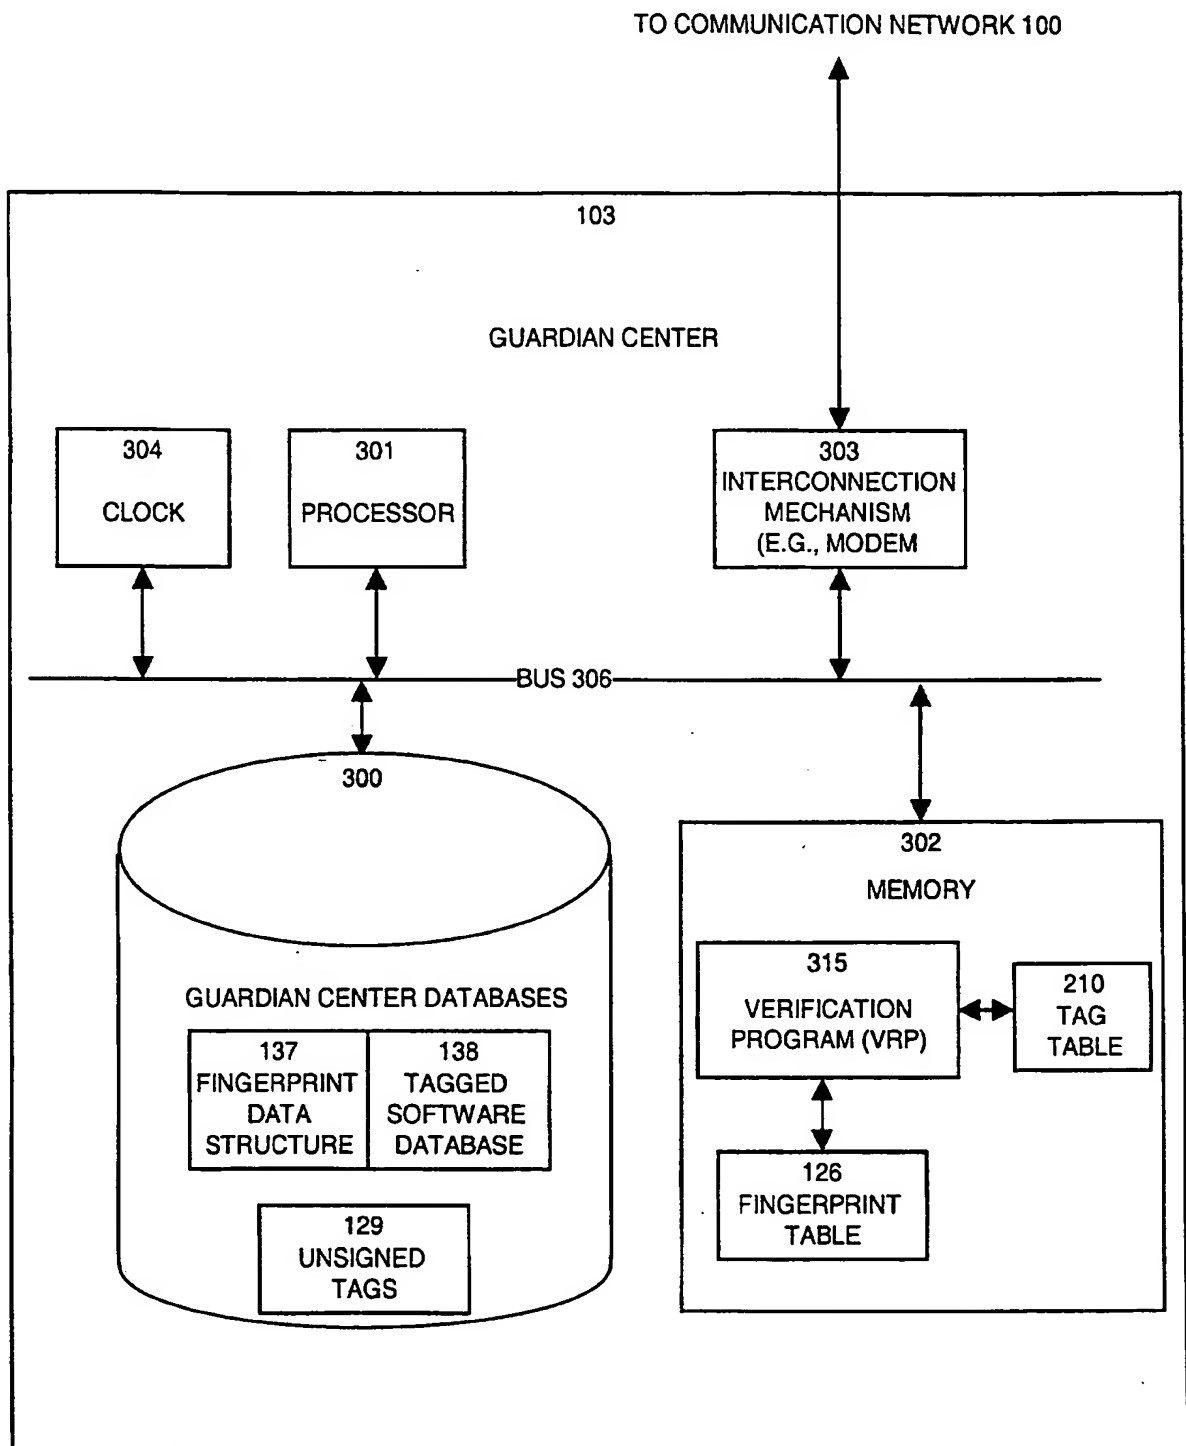 TO COMMUNICATION NETWORK 100
103
GUARDIAN CENTER
304
CLOCK
301
PROCESSOR
303
INTERCONNECTION
MECHANISM
(E.G., MODEM
BUS 306
300
GUARDIAN CENTER DATABASES
137
FINGERPRINT
DATA
STRUCTURE
138
TAGGED
SOFTWARE
DATABASE
129
UNSIGNED
TAGS
302
MEMORY
315
VERIFICATION
PROGRAM (VRP)
210
TAG
TABLE
126
FINGERPRINT
TABLE